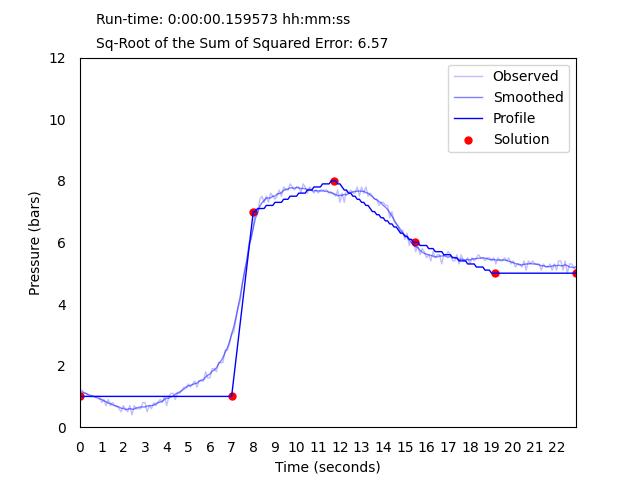 Run-time: 0:00:00.159573 hh:mm:ss
Sq-Root of the Sum of Squared Error: 6.57
12
10
8
6
4
2
0
Pressure (bars)
Observed
Smoothed
Profile
Solution
0 1 2 3 4 5 6 7 8 9 10 11 12 13 14 15 16 17 18 19 20 21 22
Time (seconds)